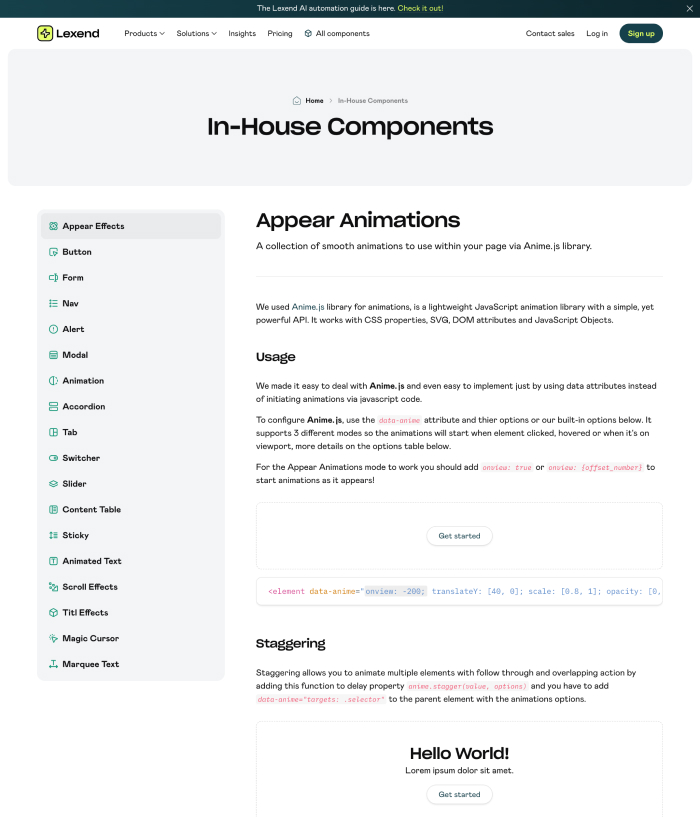 The Lexend AI automation guide is here. Check it out!
Lexend
Products
Solutions
Insights
Pricing
All components
Contact sales
Log in
Sign up
Home
In-House Components
In-House Components
Appear Effects
Button
Form
Nav
Alert
Modal
Animation
Accordion
Tab
Switcher
Slider
Content Table
Sticky
Animated Text
Scroll Effects
Titl Effects
Magic Cursor
Marquee Text
Appear Animations
A collection of smooth animations to use within your page via Anime.js library.
We used Anime.js library for animations, is a lightweight JavaScript animation library with a simple, yet
powerful API. It works with CSS properties, SVG, DOM attributes and JavaScript Objects.
Usage
We made it easy to deal with Anime.js and even easy to implement just by using data attributes instead
of initiating animations via javascript code.
To configure Anime.js, use the data-anime attribute and thier options or our built-in options below. It
supports 3 different modes so the animations will start when element clicked, hovered or when it's on
viewport, more details on the options table below.
For the Appear Animations mode to work you should add onview: true or onview: {offset_number} to
start animations as it appears!
Get started
<element data-anime="onview: -200; translateY: [40, 0]; scale: [0.8, 1]; opacity: [0,
Staggering
Staggering allows you to animate multiple elements with follow through and overlapping action by
adding this function to delay property anime.stagger(value, options) and you have to add
data-anime="targets: .selector" to the parent element with the animations options.
Hello World!
Lorem ipsum dolor sit amet.
Get started